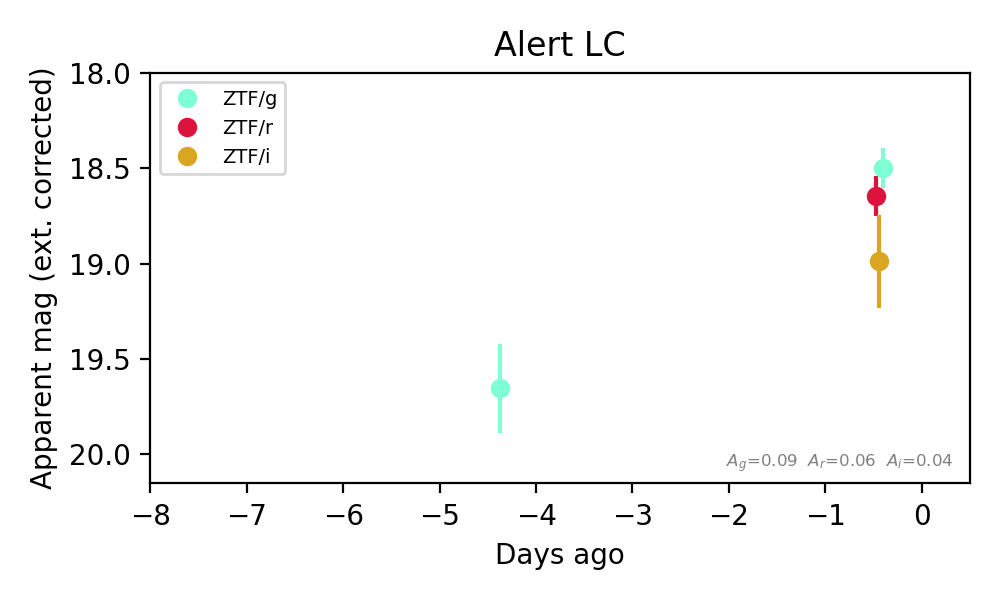 Alert LC
Apparent mag (ext. corrected)
18.0
18.5
19.0
19.5
20.0
ZTF/g
ZTF/r
ZTF/i
A_g=0.09 A_r=0.06 A_i=0.04
−8 −7 −6 −5 −4 −3 −2 −1 0
Days ago